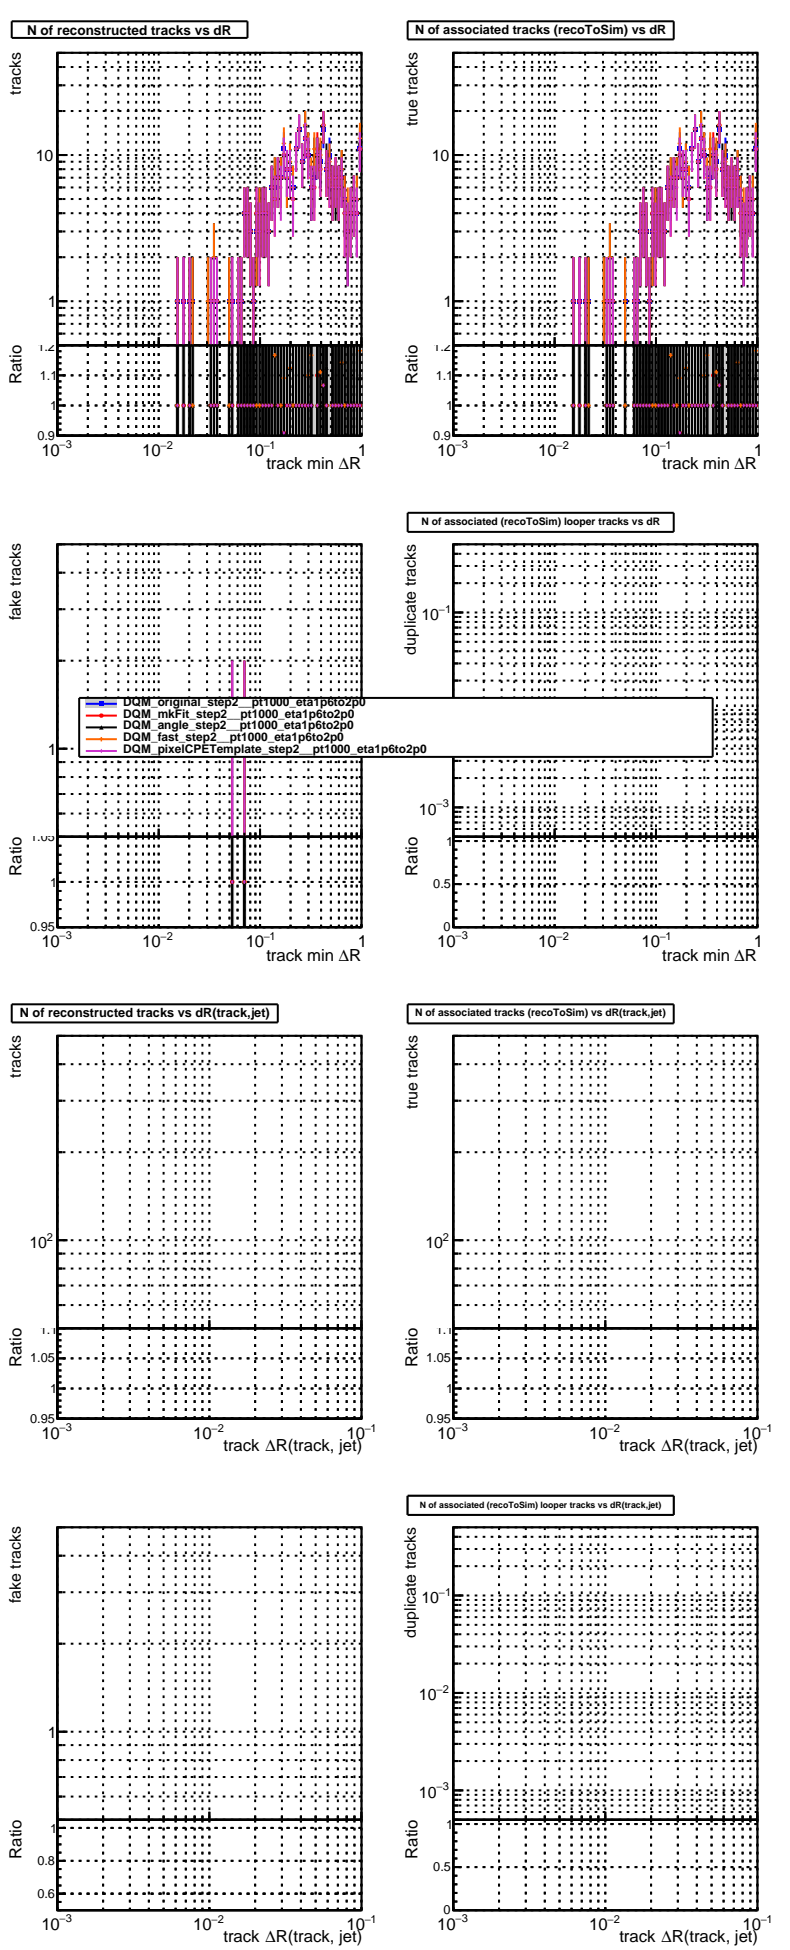 N of reconstructed tracks vs dR
N of associated tracks (recoToSim) vs dR
tracks
10
1
Ratio
1.2
1.1
1
0.9
10−3
10−2
10−1
1
track min ΔR
true tracks
10
1
Ratio
1.2
1.1
1
0.9
10−3
10−2
10−1
1
track min ΔR
N of associated (recoToSim) looper tracks vs dR
fake tracks
1
Ratio
1.05
1
0.95
10−3
10−2
10−1
1
track min ΔR
duplicate tracks
10−1
10−3
Ratio
1
0.5
0
10−3
10−2
10−1
1
track min ΔR
DQM_original_step2__pt1000_eta1p6to2p0
DQM_mkFit_step2__pt1000_eta1p6to2p0
DQM_angle_step2__pt1000_eta1p6to2p0
DQM_fast_step2__pt1000_eta1p6to2p0
DQM_pixelCPETemplate_step2__pt1000_eta1p6to2p0
N of reconstructed tracks vs dR(track,jet)
N of associated tracks (recoToSim) vs dR(track,jet)
tracks
102
Ratio
1.1
1.05
1
0.95
10−3
10−2
10−1
track ΔR(track, jet)
true tracks
102
Ratio
1.1
1.05
1
0.95
10−3
10−2
10−1
track ΔR(track, jet)
N of associated (recoToSim) looper tracks vs dR(track,jet)
fake tracks
1
Ratio
1
0.8
0.6
10−3
10−2
10−1
track ΔR(track, jet)
duplicate tracks
10−1
10−2
10−3
Ratio
1
0.5
0
10−3
10−2
10−1
track ΔR(track, jet)